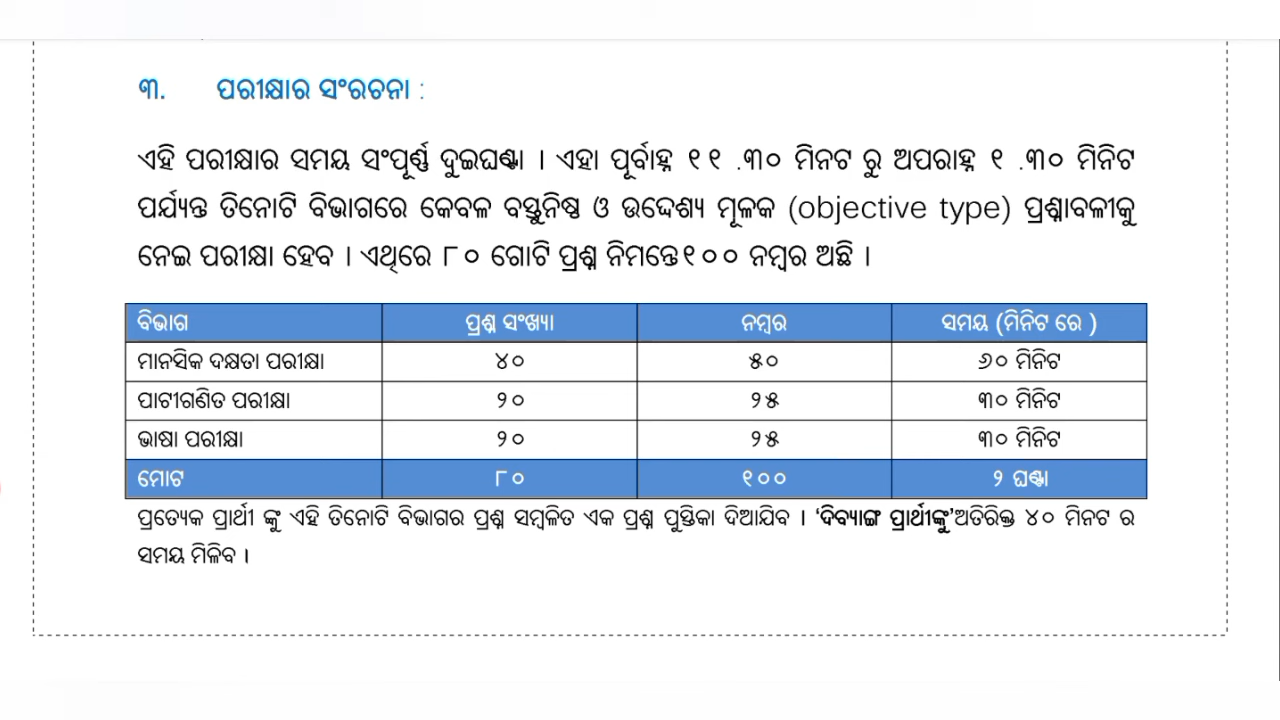 ୩. ପରୀକ୍ଷାର ସଂରଚନା :
ଏହି ପରୀକ୍ଷାର ସମୟ ସଂପୂର୍ଣ୍ଣ ଦୁଇଘଣ୍ଟା । ଏହା ପୂର୍ବାହ୍ନ ୧୧ .୩୦ ମିନଟ ରୁ ଅପରାହ୍ନ ୧ .୩୦ ମିନିଟ
ପର୍ଯ୍ୟନ୍ତ ତିନୋଟି ବିଭାଗରେ କେବଳ ବସ୍ତୁନିଷ୍ଠ ଓ ଉଦ୍ଦେଶ୍ୟ ମୂଳକ (objective type) ପ୍ରଶ୍ନାବଳୀକୁ
ନେଇ ପରୀକ୍ଷା ହେବ । ଏଥିରେ ୮୦ ଗୋଟି ପ୍ରଶ୍ନ ନିମନ୍ତେ୧୦୦ ନମ୍ବର ଅଛି ।
ବିଭାଗ ପ୍ରଶ୍ନ ସଂଖ୍ୟା ନମ୍ବର ସମୟ (ମିନିଟ ରେ )
ମାନସିକ ଦକ୍ଷତା ପରୀକ୍ଷା ୪୦ ୫୦ ୬୦ ମିନିଟ
ପାଟୀଗଣିତ ପରୀକ୍ଷା ୨୦ ୨୫ ୩୦ ମିନିଟ
ଭାଷା ପରୀକ୍ଷା ୨୦ ୨୫ ୩୦ ମିନିଟ
ମୋଟ ୮୦ ୧୦୦ ୨ ଘଣ୍ଟା
ପ୍ରତ୍ୟେକ ପ୍ରାର୍ଥୀ ଙ୍କୁ ଏହି ତିନୋଟି ବିଭାଗର ପ୍ରଶ୍ନ ସମ୍ବଳିତ ଏକ ପ୍ରଶ୍ନ ପୁସ୍ତିକା ଦିଆଯିବ । ‘ଦିବ୍ୟାଙ୍ଗ ପ୍ରାର୍ଥୀଙ୍କୁ’ଅତିରିକ୍ତ ୪୦ ମିନଟ ର
ସମୟ ମିଳିବ ।